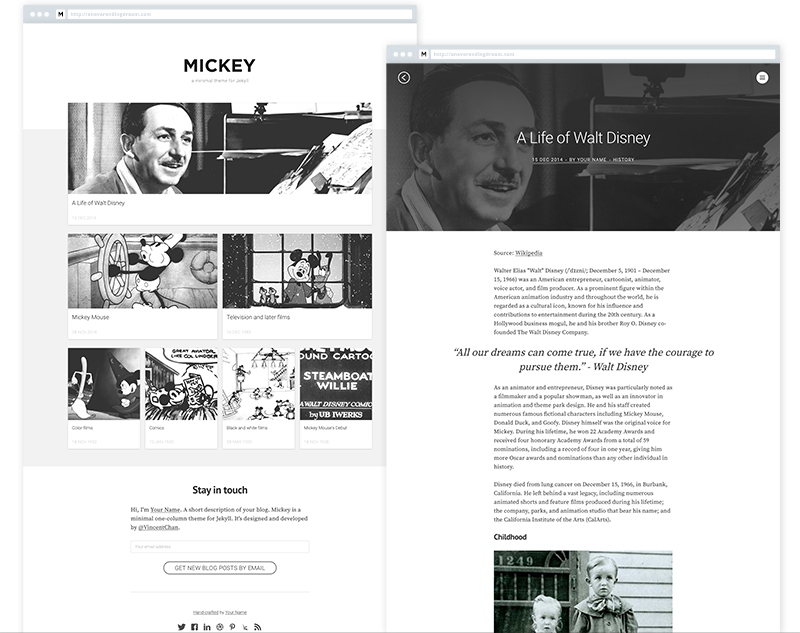 M
http://oneverendingdream.com
MICKEY
a minimal theme for Jekyll
A Life of Walt Disney
15 DEC 2014
Mickey Mouse
Television and later films
GREAT AVIATOR
LIKE COL LINDBERGH
OUND CARTOO
STEAMBOAT
WILLIE
A WALT DISNEY COMIC
by UB IWERKS
Color films
Comics
Black and white films
Mickey Mouse's Debut
Stay in touch
Hi, I'm Your Name. A short description of your blog. Mickey is a
minimal one-column theme for Jekyll. It's designed and developed
by @VincentChan.
Your email address
GET NEW BLOG POSTS BY EMAIL
Hand-crafted by Your Name
M
http://oneverendingdream.com
A Life of Walt Disney
15 DEC 2014 - BY YOUR NAME - HISTORY
Source: Wikipedia
Walter Elias "Walt" Disney (/ˈdɪzni/; December 5, 1901 – December
15, 1966) was an American entrepreneur, cartoonist, animator,
voice actor, and film producer. As a prominent figure within the
American animation industry and throughout the world, he is
regarded as a cultural icon, known for his influence and
contributions to entertainment during the 20th century. As a
Hollywood business mogul, he and his brother Roy O. Disney co-
founded The Walt Disney Company.
“All our dreams can come true, if we have the courage to
pursue them.” - Walt Disney
As an animator and entrepreneur, Disney was particularly noted as
a filmmaker and a popular showman, as well as an innovator in
animation and theme park design. He and his staff created
numerous famous fictional characters including Mickey Mouse,
Donald Duck, and Goofy. Disney himself was the original voice for
Mickey. During his lifetime, he won 22 Academy Awards and
received four honorary Academy Awards from a total of 59
nominations, including a record of four in one year, giving him
more Oscar awards and nominations than any other individual in
history.
Disney died from lung cancer on December 15, 1966, in Burbank,
California. He left behind a vast legacy, including numerous
animated shorts and feature films produced during his lifetime;
the company, parks, and animation studio that bear his name; and
the California Institute of the Arts (CalArts).
Childhood
1249